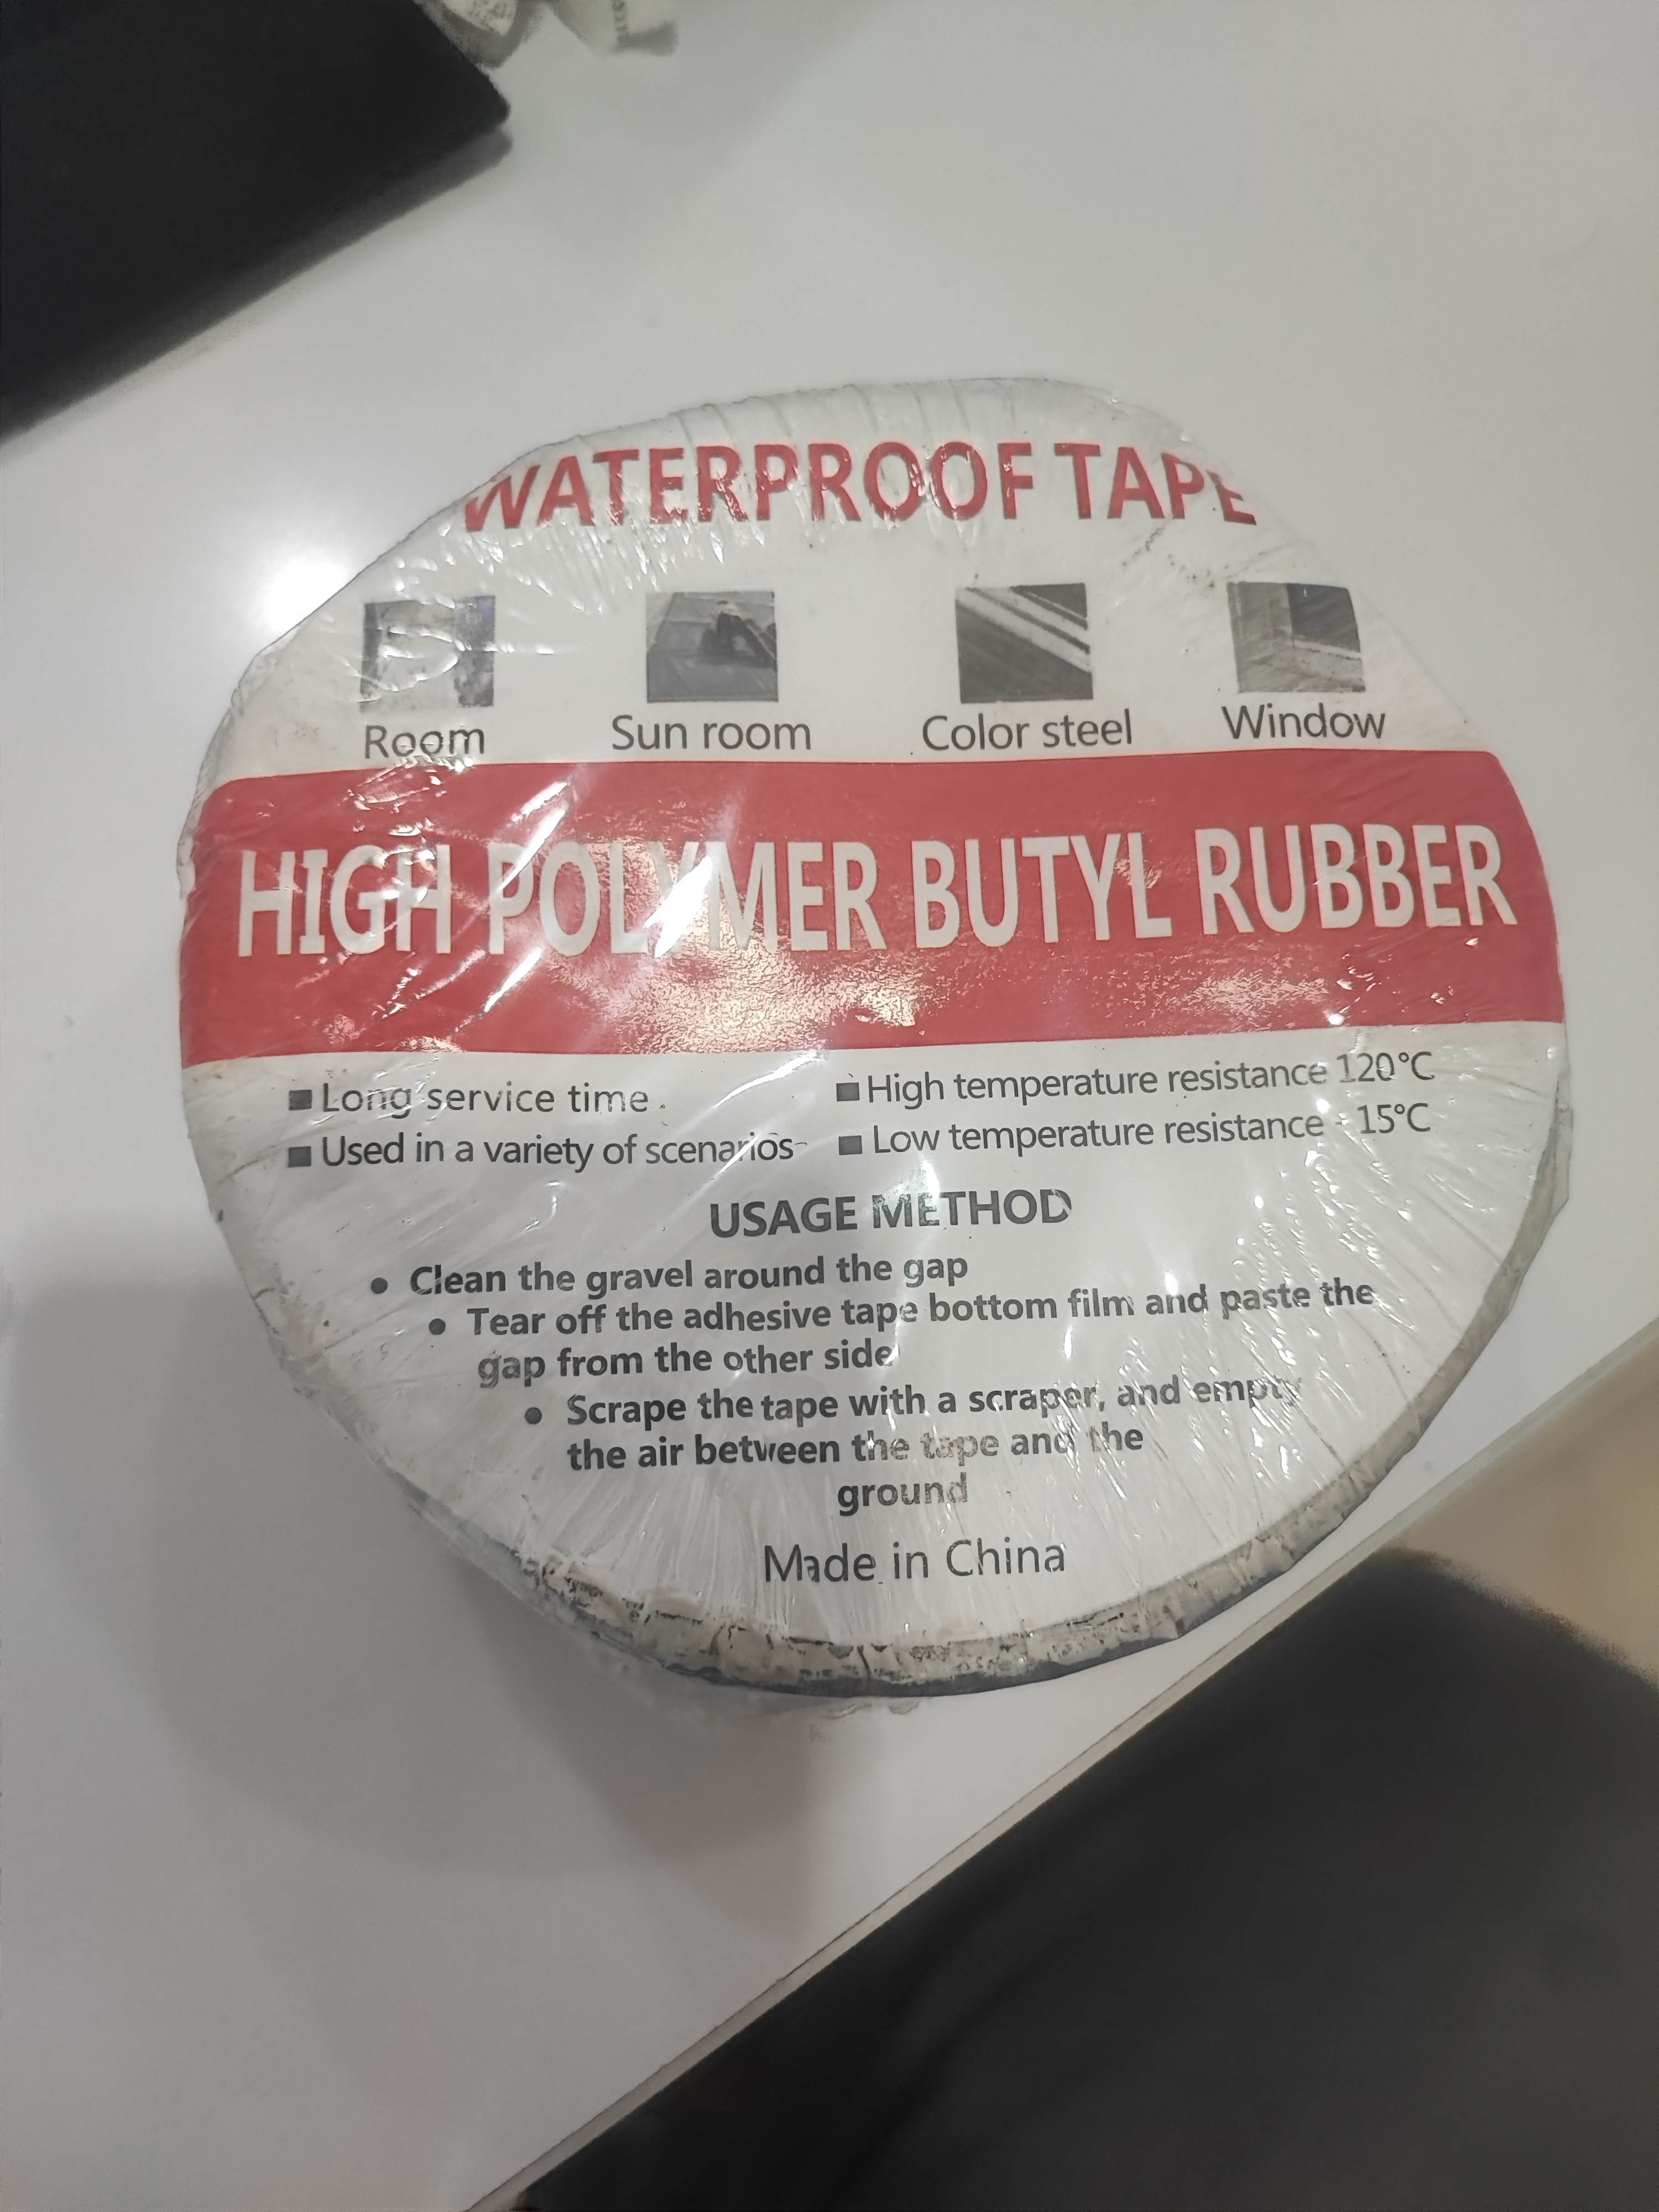 WATERPROOF TAPE
Room Sun room Color steel Window
HIGH POLYMER BUTYL RUBBER
Long service time High temperature resistance 120°C
Used in a variety of scenarios Low temperature resistance -15°C
USAGE METHOD
Clean the gravel around the gap
Tear off the adhesive tape bottom film and paste the
gap from the other side
Scrape the tape with a scraper, and empty
the air between the tape and the
ground
Made in China